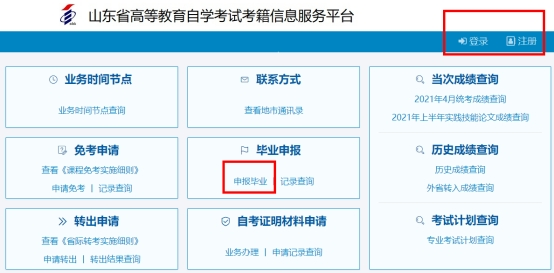 山东省高等教育自学考试考籍信息服务平台
登录 注册
业务时间节点
业务时间节点查询
联系方式
查看地市通讯录
当次成绩查询
2021年4月统考成绩查询
2021年上半年实践技能论文成绩查询
免考申请
查看《课程免考实施细则》
申请免考 | 记录查询
毕业申报
申报毕业 | 记录查询
历史成绩查询
历史成绩查询
外省转入成绩查询
转出申请
查看《省际转考实施细则》
申请转出 | 转出结果查询
自考证明材料申请
业务办理 | 申请记录查询
考试计划查询
专业考试计划查询